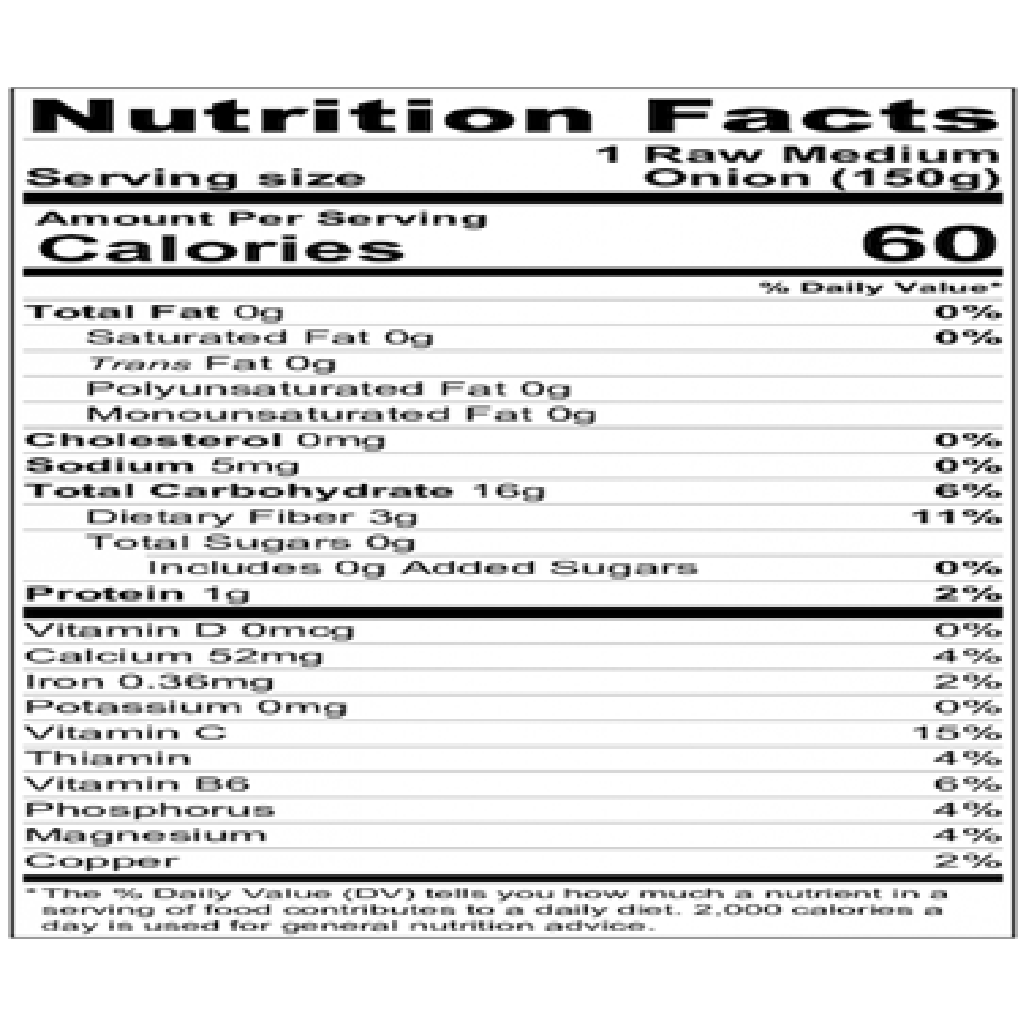 Nutrition Facts
1 Raw Medium
Serving size Onion (150g)
Amount Per Serving
Calories 60
% Daily Value*
Total Fat 0g 0%
Saturated Fat 0g 0%
Trans Fat 0g
Polyunsaturated Fat 0g
Monounsaturated Fat 0g
Cholesterol 0mg 0%
Sodium 5mg 0%
Total Carbohydrate 16g 6%
Dietary Fiber 3g 11%
Total Sugars 0g
Includes 0g Added Sugars 0%
Protein 1g 2%
Vitamin D 0mcg 0%
Calcium 52mg 4%
Iron 0.36mg 2%
Potassium 0mg 0%
Vitamin C 15%
Thiamin 4%
Vitamin B6 6%
Phosphorus 4%
Magnesium 4%
Copper 2%
*The % Daily Value (DV) tells you how much a nutrient in a
serving of food contributes to a daily diet. 2,000 calories a
day is used for general nutrition advice.